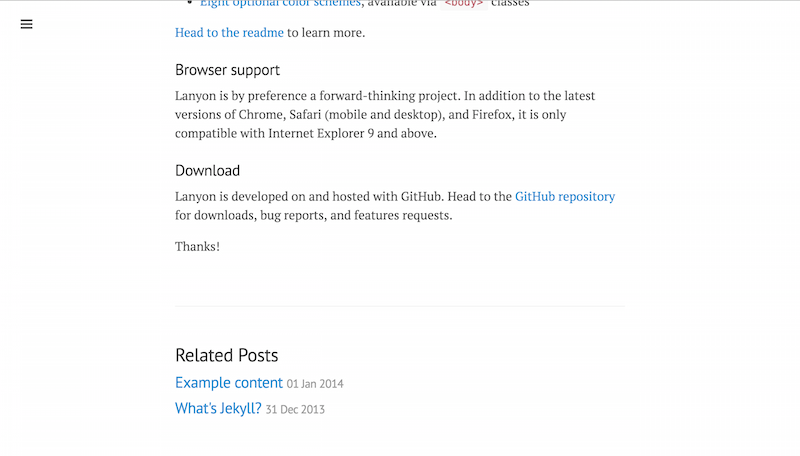 • Eight optional color schemes, available via <body> classes
Head to the readme to learn more.
Browser support
Lanyon is by preference a forward-thinking project. In addition to the latest
versions of Chrome, Safari (mobile and desktop), and Firefox, it is only
compatible with Internet Explorer 9 and above.
Download
Lanyon is developed on and hosted with GitHub. Head to the GitHub repository
for downloads, bug reports, and features requests.
Thanks!
Related Posts
Example content 01 Jan 2014
What's Jekyll? 31 Dec 2013